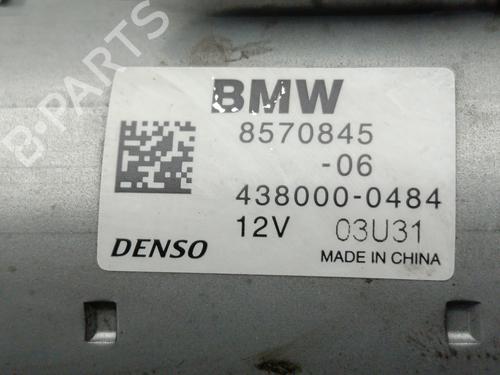 B-PARTS
BMW
8570845
-06
438000-0484
12V 03U31
DENSO MADE IN CHINA